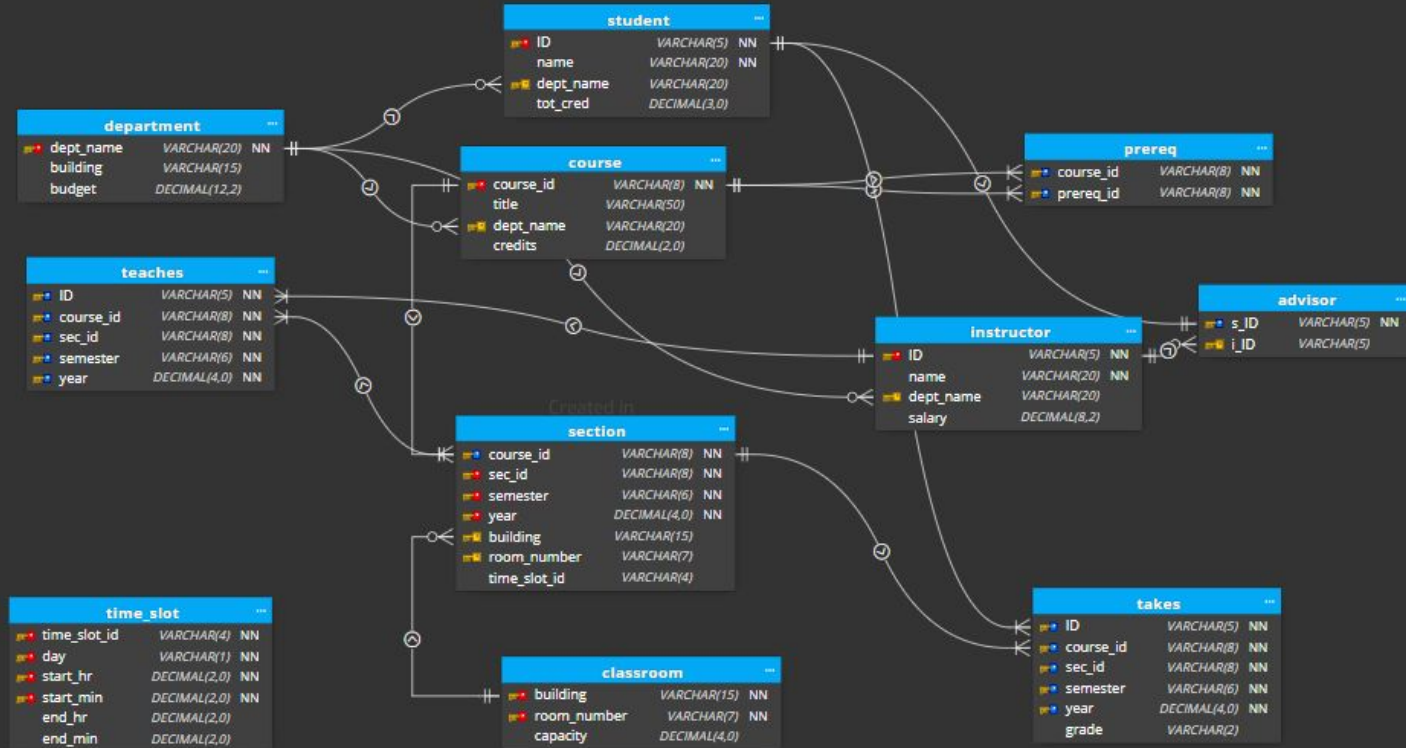 student ...
ID VARCHAR(5) NN
name VARCHAR(20) NN
dept_name VARCHAR(20)
tot_cred DECIMAL(3,0)
department ...
dept_name VARCHAR(20) NN
building VARCHAR(15)
budget DECIMAL(12,2)
course ...
course_id VARCHAR(8) NN
title VARCHAR(50)
dept_name VARCHAR(20)
credits DECIMAL(2,0)
prereq ...
course_id VARCHAR(8) NN
prereq_id VARCHAR(8) NN
teaches ...
ID VARCHAR(5) NN
course_id VARCHAR(8) NN
sec_id VARCHAR(8) NN
semester VARCHAR(6) NN
year DECIMAL(4,0) NN
advisor ...
s_ID VARCHAR(5) NN
i_ID VARCHAR(5)
instructor ...
ID VARCHAR(5) NN
name VARCHAR(20) NN
dept_name VARCHAR(20)
salary DECIMAL(8,2)
Created in
section ...
course_id VARCHAR(8) NN
sec_id VARCHAR(8) NN
semester VARCHAR(6) NN
year DECIMAL(4,0) NN
building VARCHAR(15)
room_number VARCHAR(7)
time_slot_id VARCHAR(4)
time_slot ...
time_slot_id VARCHAR(4) NN
day VARCHAR(1) NN
start_hr DECIMAL(2,0) NN
start_min DECIMAL(2,0) NN
end_hr DECIMAL(2,0)
end_min DECIMAL(2,0)
classroom ...
building VARCHAR(15) NN
room_number VARCHAR(7) NN
capacity DECIMAL(4,0)
takes ...
ID VARCHAR(5) NN
course_id VARCHAR(8) NN
sec_id VARCHAR(8) NN
semester VARCHAR(6) NN
year DECIMAL(4,0) NN
grade VARCHAR(2)